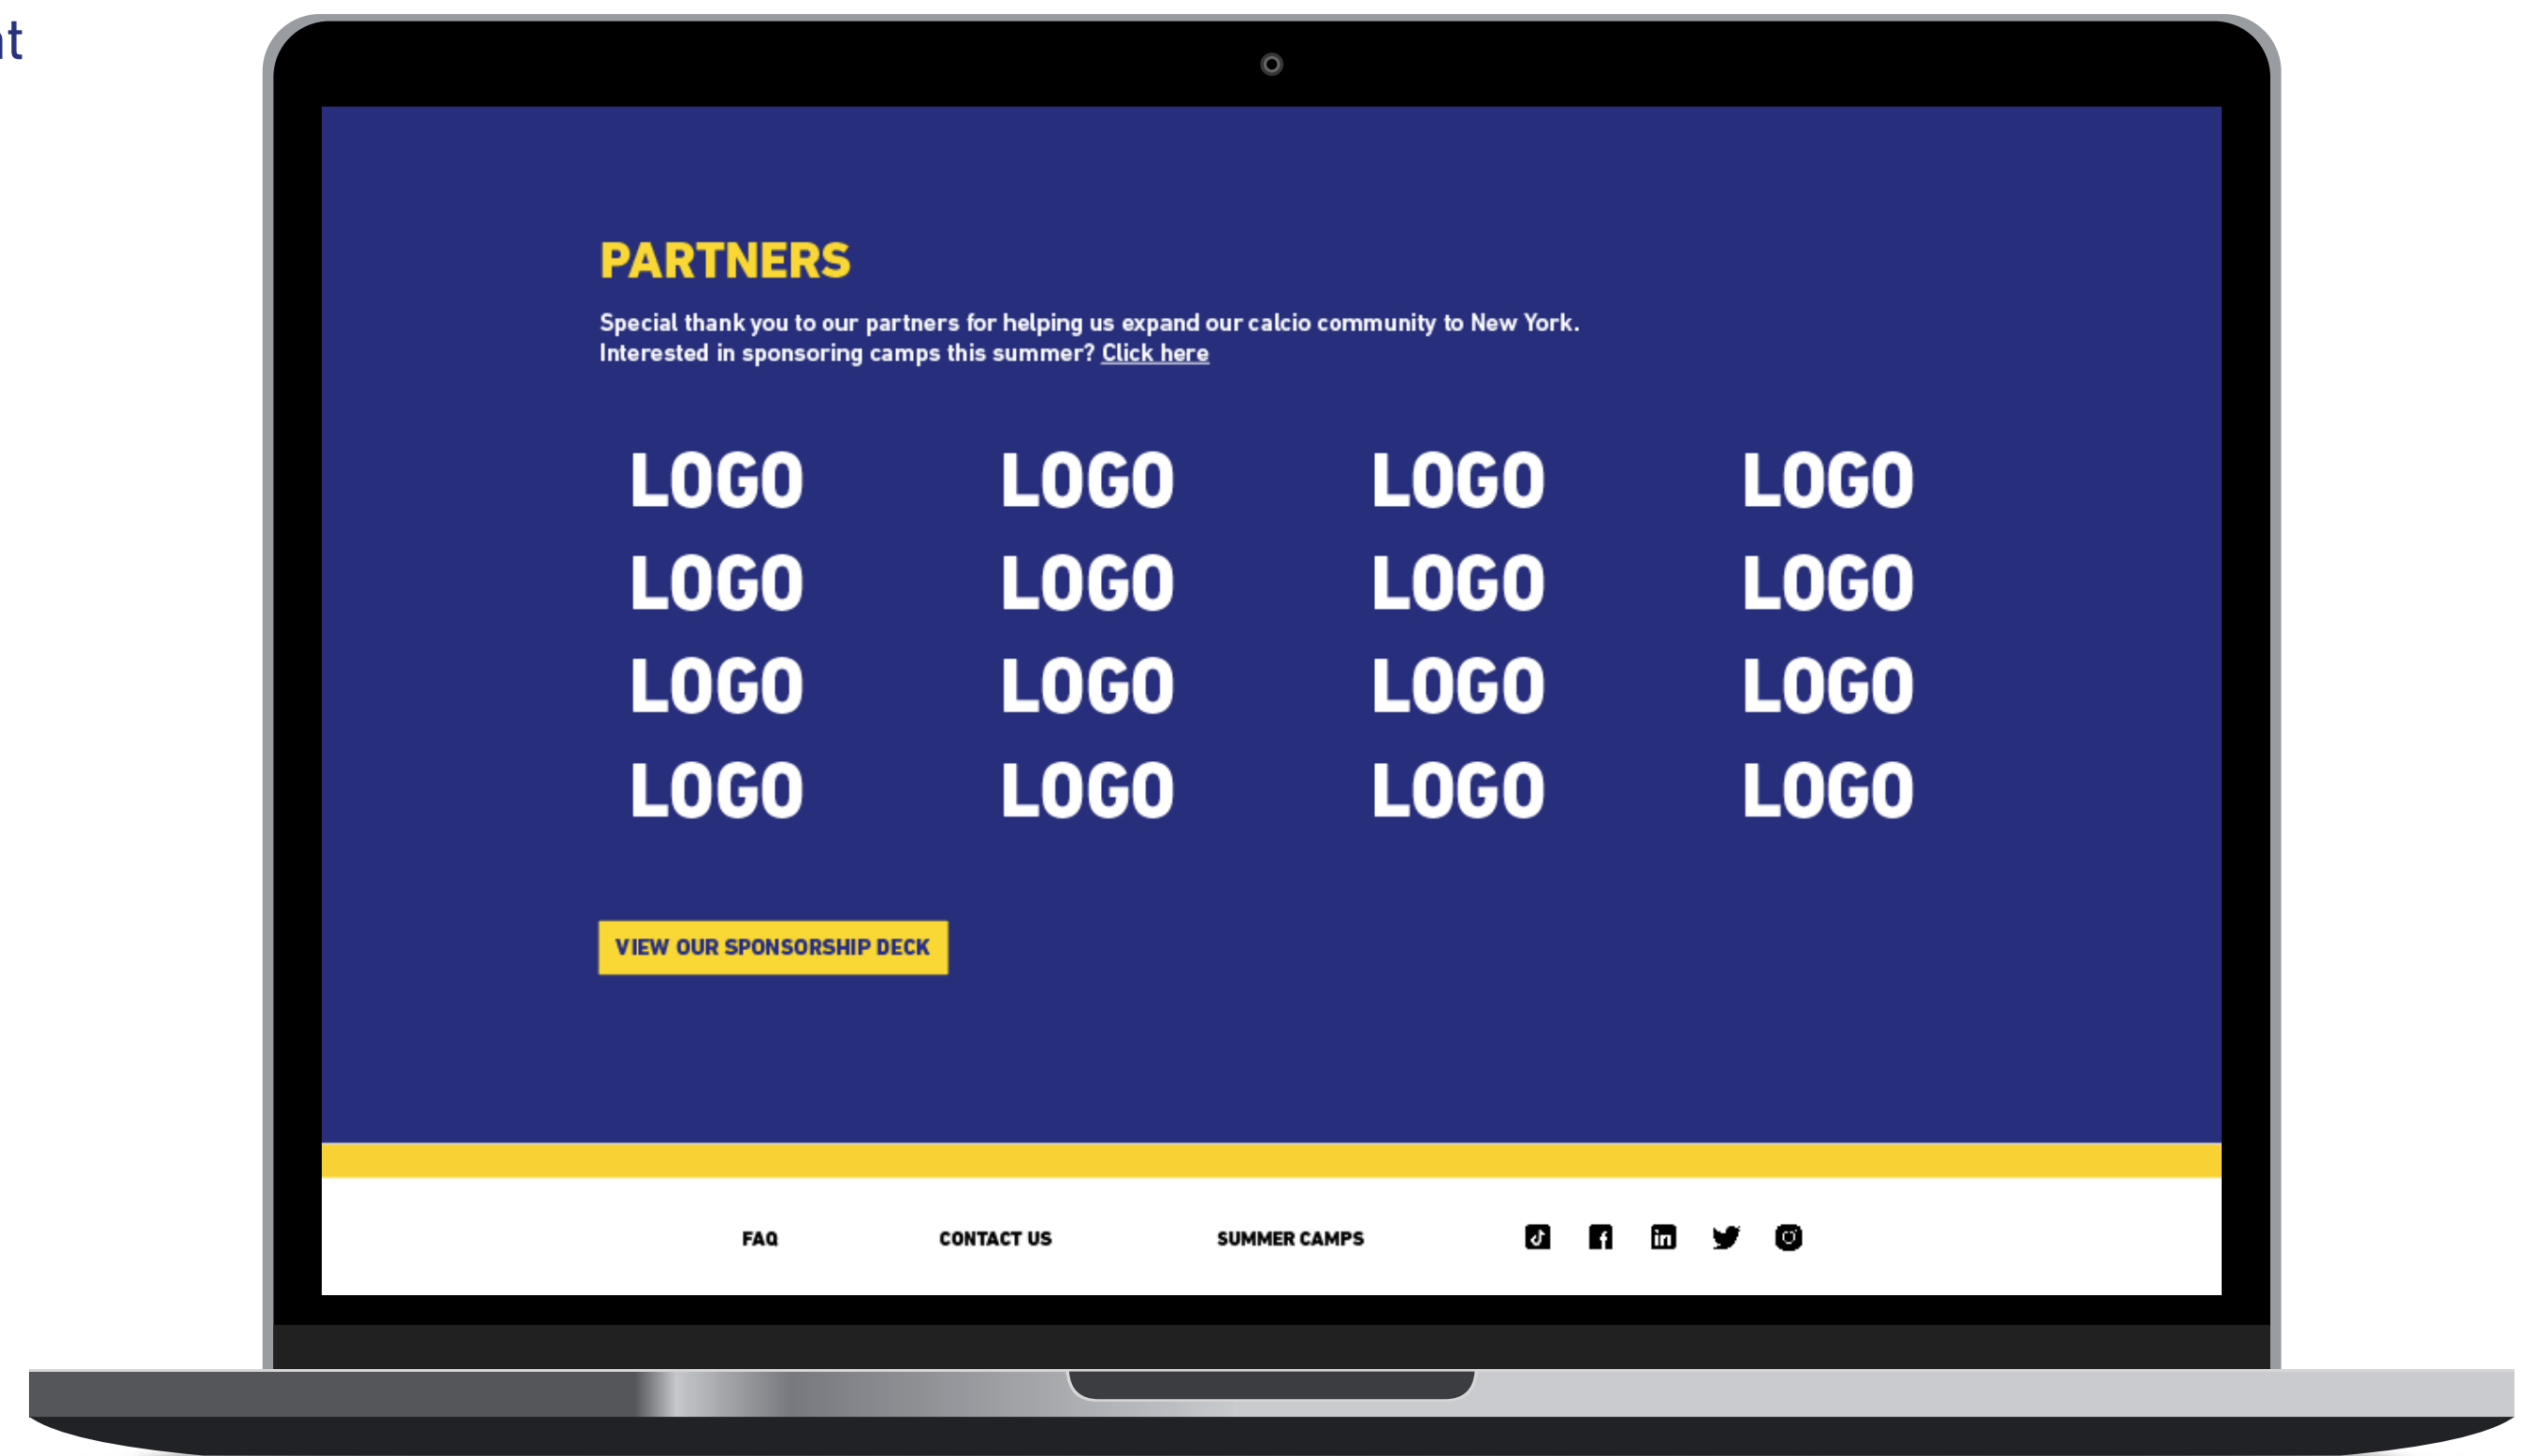 PARTNERS
Special thank you to our partners for helping us expand our calcio community to New York.
Interested in sponsoring camps this summer? Click here
LOGO LOGO LOGO LOGO
LOGO LOGO LOGO LOGO
LOGO LOGO LOGO LOGO
LOGO LOGO LOGO LOGO
VIEW OUR SPONSORSHIP DECK
FAQ CONTACT US SUMMER CAMPS